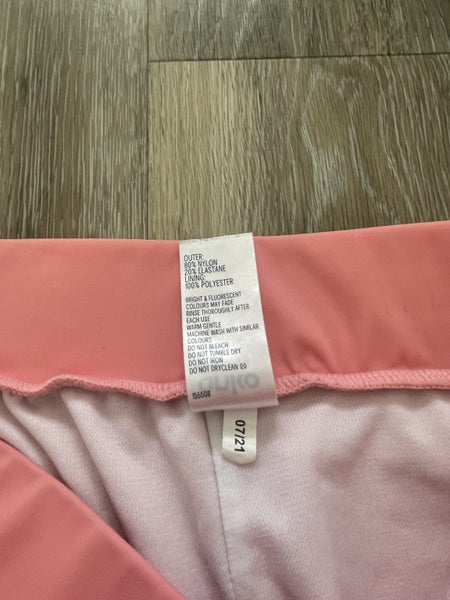 OUTER:
80% NYLON
20% ELASTANE
LINING:
100% POLYESTER
BRIGHT & FLUORESCENT
COLOURS MAY FADE
RINSE THOROUGHLY AFTER
EACH USE
WARM GENTLE
MACHINE WASH WITH SIMILAR
COLOURS
DO NOT BLEACH
DO NOT TUMBLE DRY
DO NOT IRON
DO NOT DRYCLEAN
155508
07/21